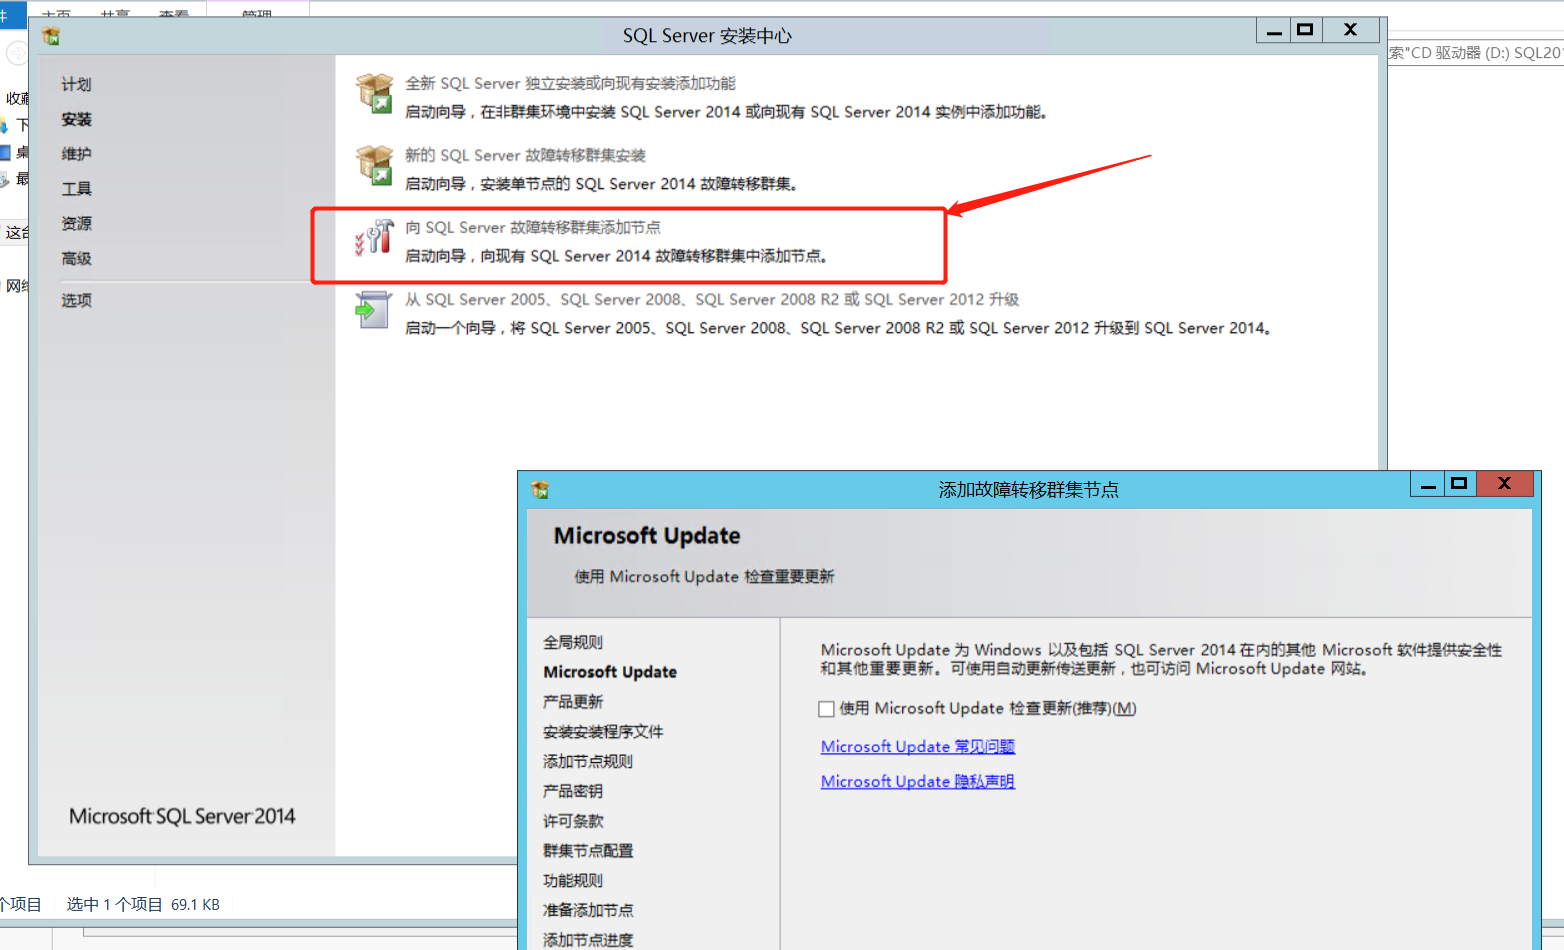 件 主页 共享 查看 管理
SQL Server 安装中心
索"CD 驱动器 (D:) SQL20
收藏
下
桌
最
这台
网络
计划
安装
维护
工具
资源
高级
选项
全新 SQL Server 独立安装或向现有安装添加功能
启动向导，在非群集环境中安装 SQL Server 2014 或向现有 SQL Server 2014 实例中添加功能。
新的 SQL Server 故障转移群集安装
启动向导，安装单节点的 SQL Server 2014 故障转移群集。
向 SQL Server 故障转移群集添加节点
启动向导，向现有 SQL Server 2014 故障转移群集中添加节点。
从 SQL Server 2005、SQL Server 2008、SQL Server 2008 R2 或 SQL Server 2012 升级
启动一个向导，将 SQL Server 2005、SQL Server 2008、SQL Server 2008 R2 或 SQL Server 2012 升级到 SQL Server 2014。
Microsoft SQL Server 2014
个项目 选中 1 个项目 69.1 KB
添加故障转移群集节点
Microsoft Update
使用 Microsoft Update 检查重要更新
全局规则
Microsoft Update
产品更新
安装安装程序文件
添加节点规则
产品密钥
许可条款
群集节点配置
功能规则
准备添加节点
添加节点进度
Microsoft Update 为 Windows 以及包括 SQL Server 2014 在内的其他 Microsoft 软件提供安全性
和其他重要更新。可使用自动更新传送更新，也可访问 Microsoft Update 网站。
使用 Microsoft Update 检查更新(推荐)(M)
Microsoft Update 常见问题
Microsoft Update 隐私声明